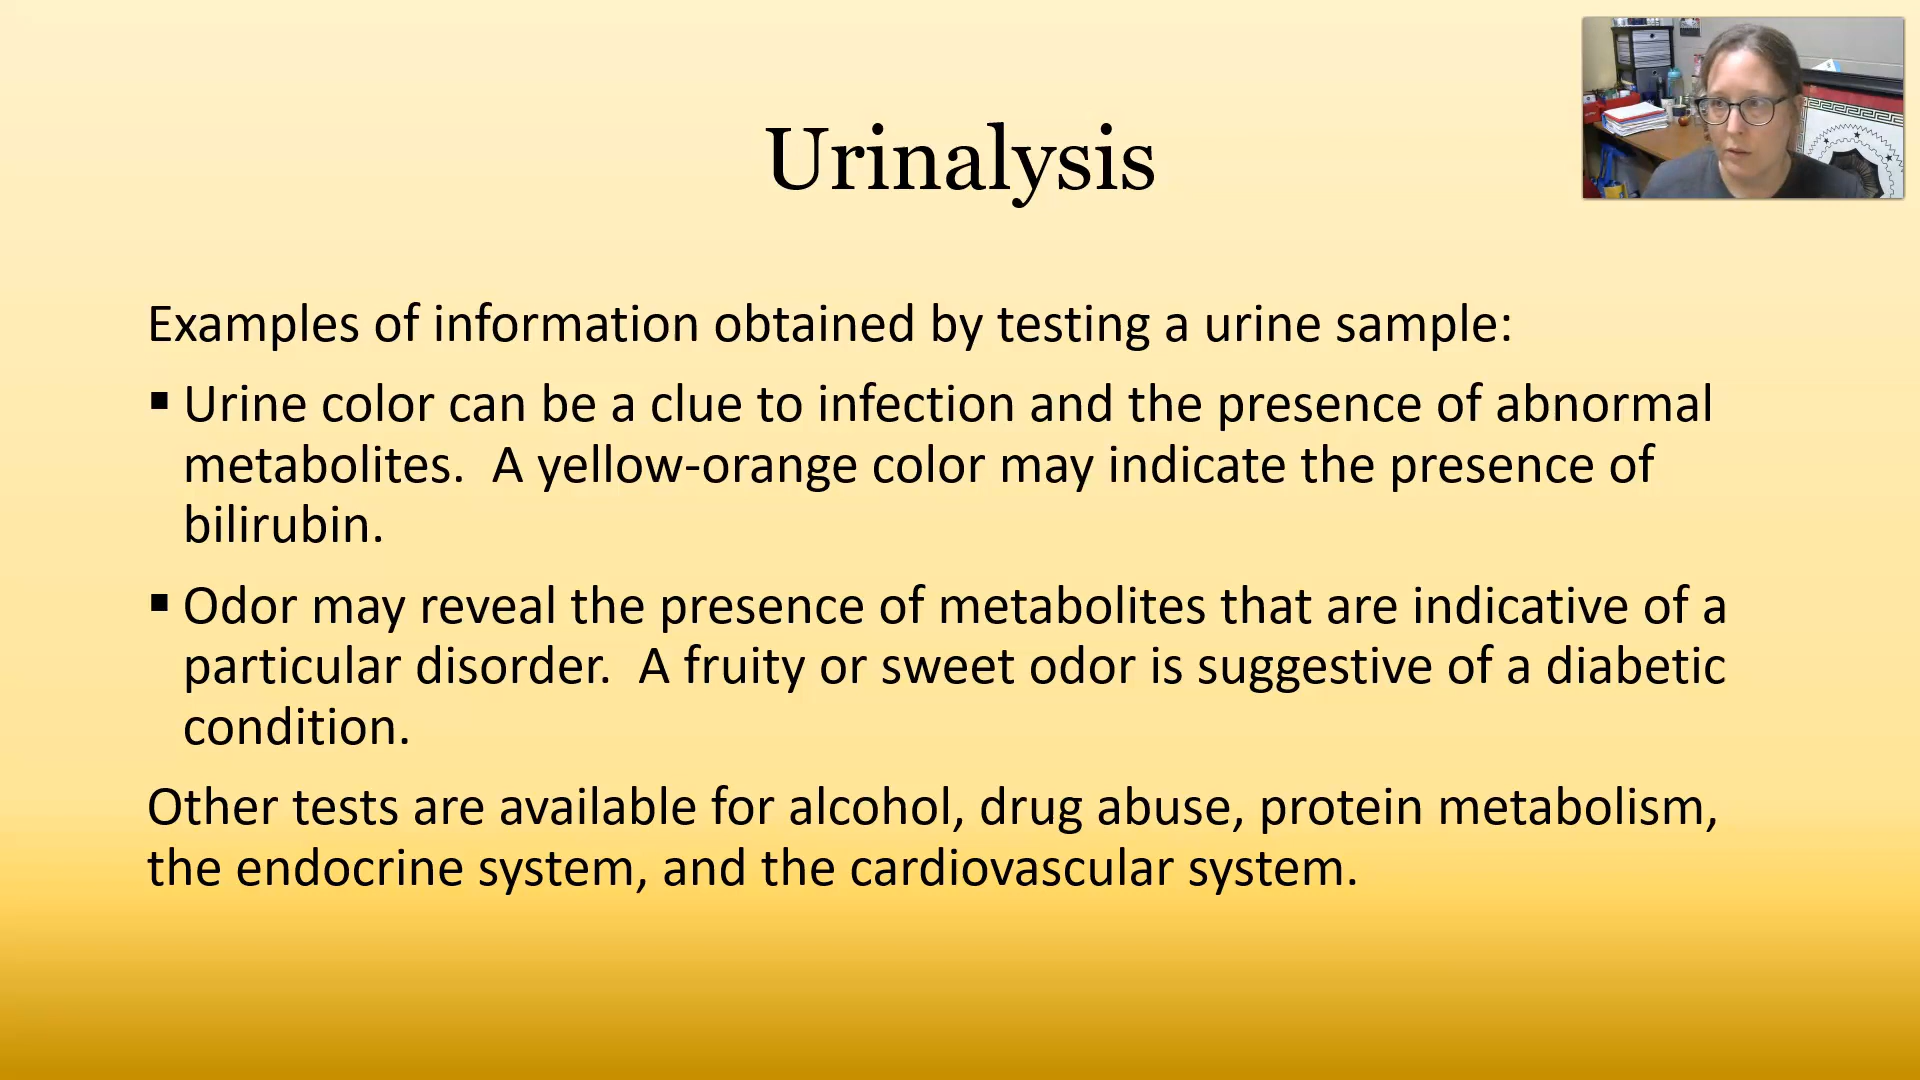 Urinalysis
Examples of information obtained by testing a urine sample:
▪ Urine color can be a clue to infection and the presence of abnormal
metabolites.  A yellow-orange color may indicate the presence of
bilirubin.
▪ Odor may reveal the presence of metabolites that are indicative of a
particular disorder.  A fruity or sweet odor is suggestive of a diabetic
condition.
Other tests are available for alcohol, drug abuse, protein metabolism,
the endocrine system, and the cardiovascular system.